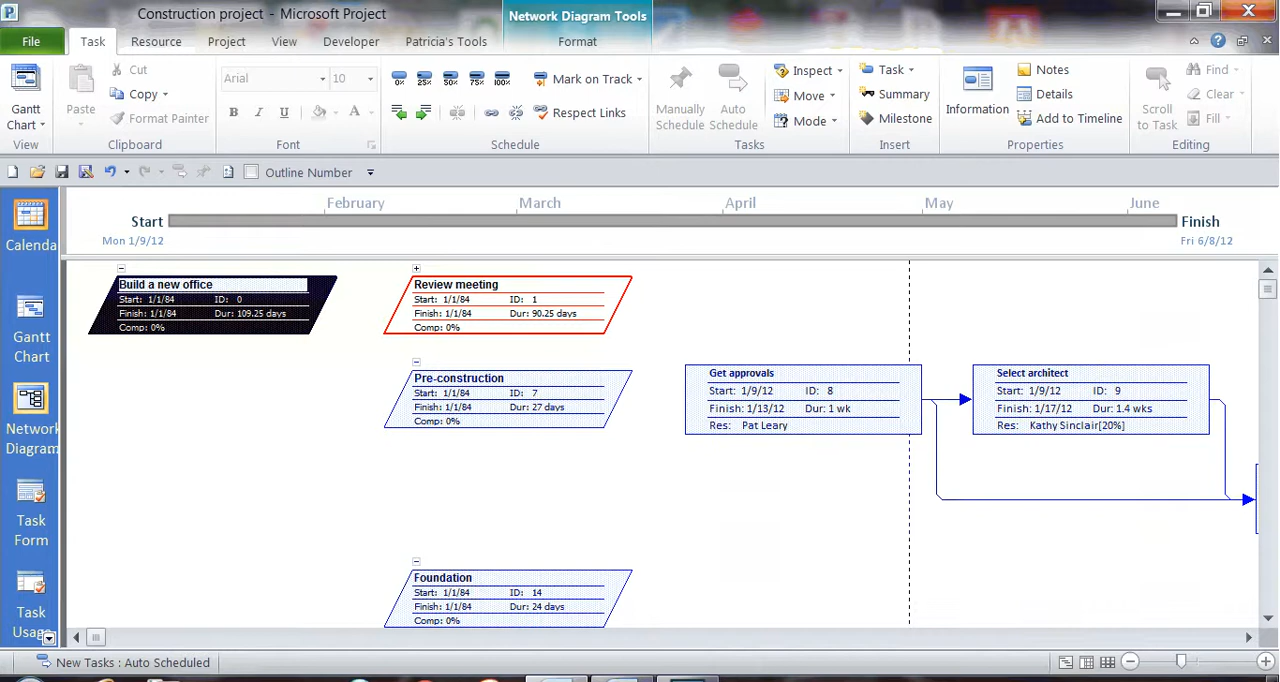 Construction project - Microsoft Project
Network Diagram Tools
File Task Resource Project View Developer Patricia's Tools Format
Cut
Copy
Format Painter
Paste
Gantt
Chart
View
Clipboard
Arial 10
B I U A
Font
0% 25% 50% 75% 100%
Mark on Track
Respect Links
Schedule
Manually
Schedule
Auto
Schedule
Inspect
Move
Mode
Tasks
Task
Summary
Milestone
Insert
Information
Notes
Details
Add to Timeline
Properties
Scroll
to Task
Find
Clear
Fill
Editing
Outline Number
February March April May June
Start
Mon 1/9/12
Finish
Fri 6/8/12
Calenda
Gantt
Chart
Network
Diagram
Task
Form
Task
Usag
Build a new office
Start: 1/1/84 ID: 0
Finish: 1/1/84 Dur: 109.25 days
Comp: 0%
Review meeting
Start: 1/1/84 ID: 1
Finish: 1/1/84 Dur: 90.25 days
Comp: 0%
Pre-construction
Start: 1/1/84 ID: 7
Finish: 1/1/84 Dur: 27 days
Comp: 0%
Get approvals
Start: 1/9/12 ID: 8
Finish: 1/13/12 Dur: 1 wk
Res: Pat Leary
Select architect
Start: 1/9/12 ID: 9
Finish: 1/17/12 Dur: 1.4 wks
Res: Kathy Sinclair[20%]
Foundation
Start: 1/1/84 ID: 14
Finish: 1/1/84 Dur: 24 days
Comp: 0%
New Tasks : Auto Scheduled